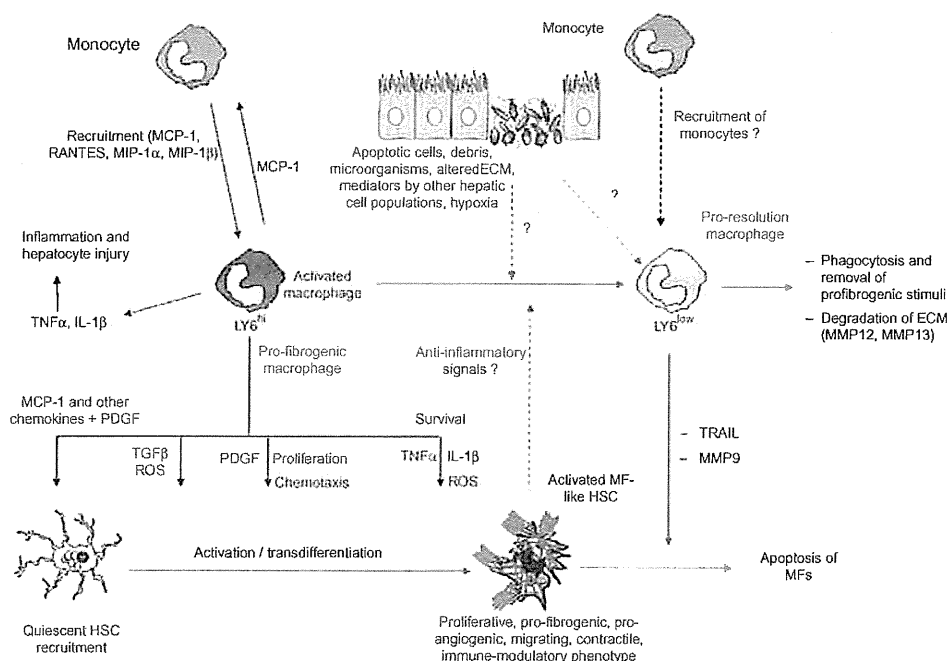 Monocyte
Monocyte
Recruitment (MCP-1,
RANTES, MIP-1α, MIP-1β)
MCP-1
Apoptotic cells, debris,
microorganisms, alteredECM,
mediators by other hepatic
cell populations, hypoxia
Recruitment of
monocytes ?
?
?
Inflammation and
hepatocyte injury
TNFα, IL-1β
Activated
macrophage
LY6hi
Pro-fibrogenic
macrophage
Pro-resolution
macrophage
LY6low
– Phagocytosis and
removal of
profibrogenic stimuli
– Degradation of ECM
(MMP12, MMP13)
Anti-inflammatory
signals ?
MCP-1 and other
chemokines + PDGF
Survival
TGFβ
ROS
PDGF
Proliferation
Chemotaxis
TNFα
IL-1β
ROS
– TRAIL
– MMP9
Activated MF-
like HSC
Activation / transdifferentiation
Apoptosis of
MFs
Quiescent HSC
recruitment
Proliferative, pro-fibrogenic, pro-
angiogenic, migrating, contractile,
immune-modulatory phenotype